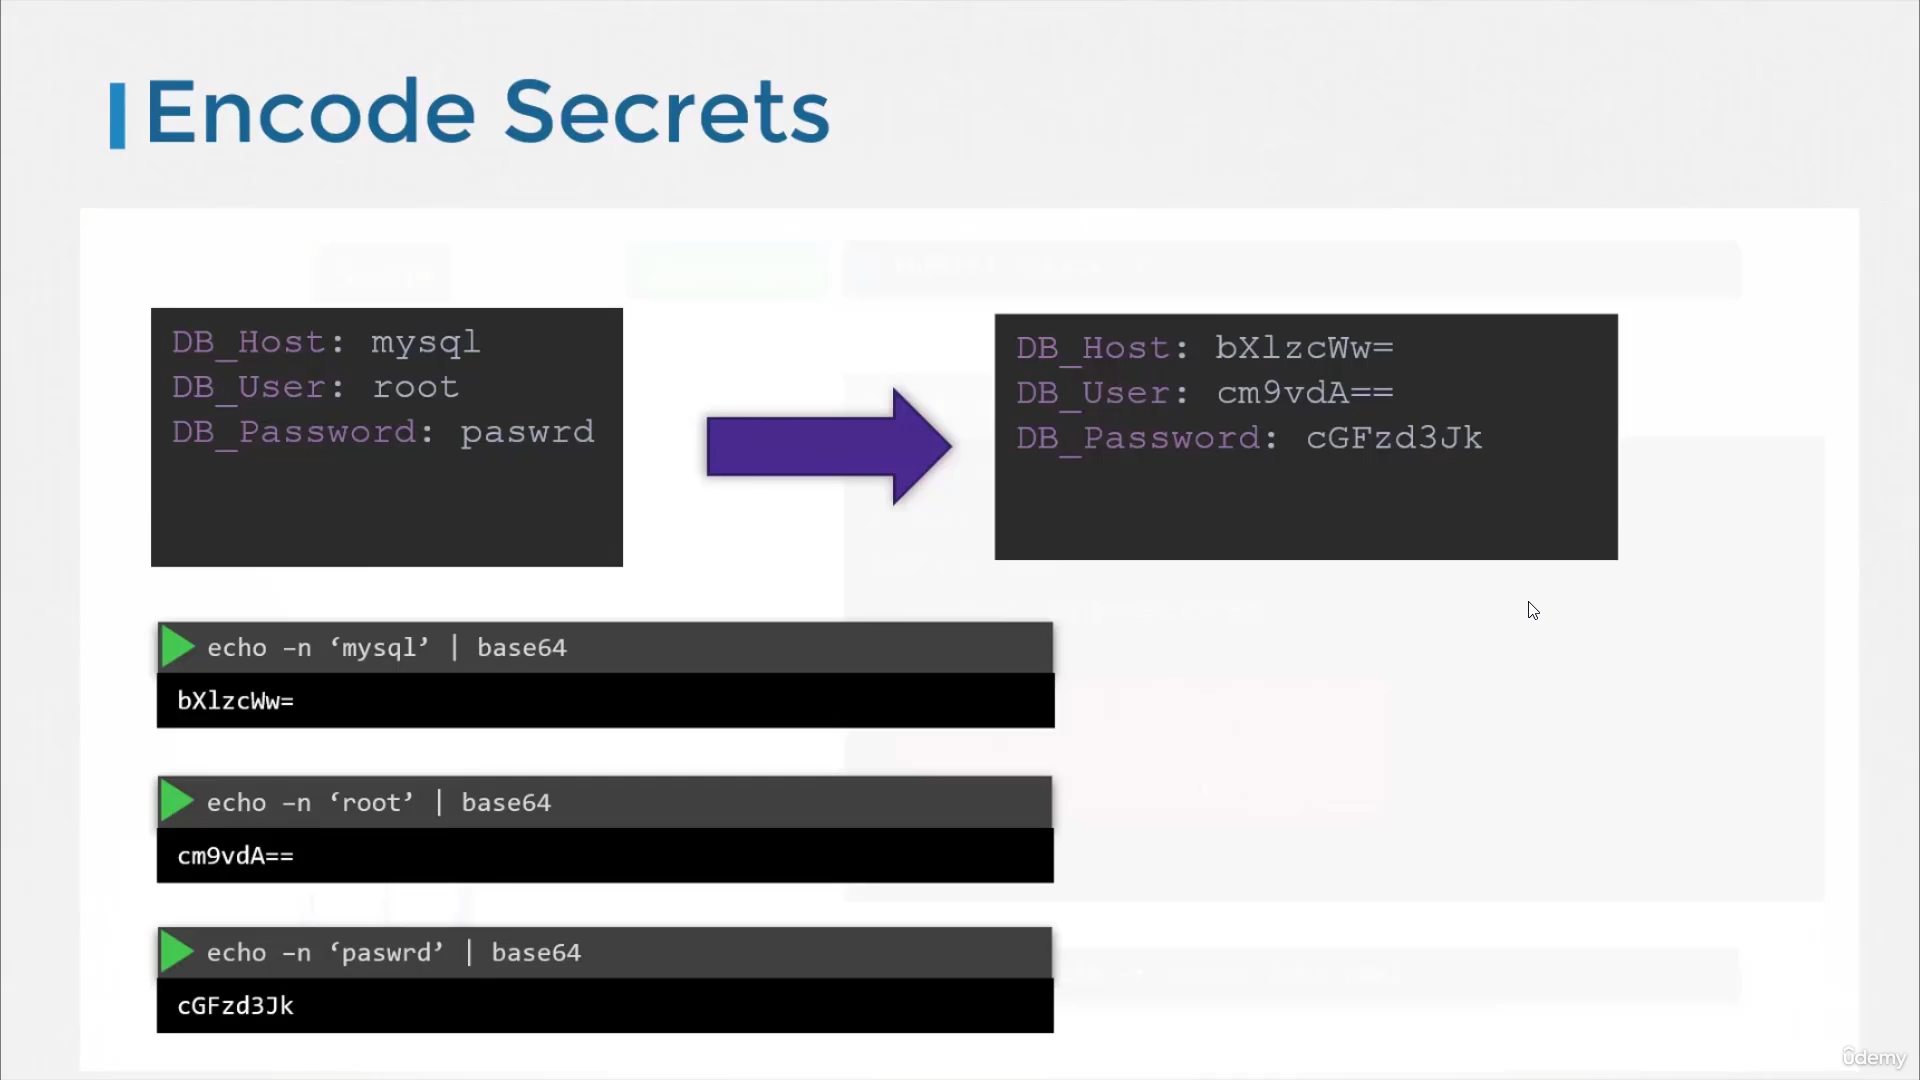 Encode Secrets
DB_Host: mysql
DB_User: root
DB_Password: paswrd
DB_Host: bXlzcWw=
DB_User: cm9vdA==
DB_Password: cGFzd3Jk
echo –n ‘mysql’ | base64
bXlzcWw=
echo –n ‘root’ | base64
cm9vdA==
echo –n ‘paswrd’ | base64
cGFzd3Jk
ûdemy